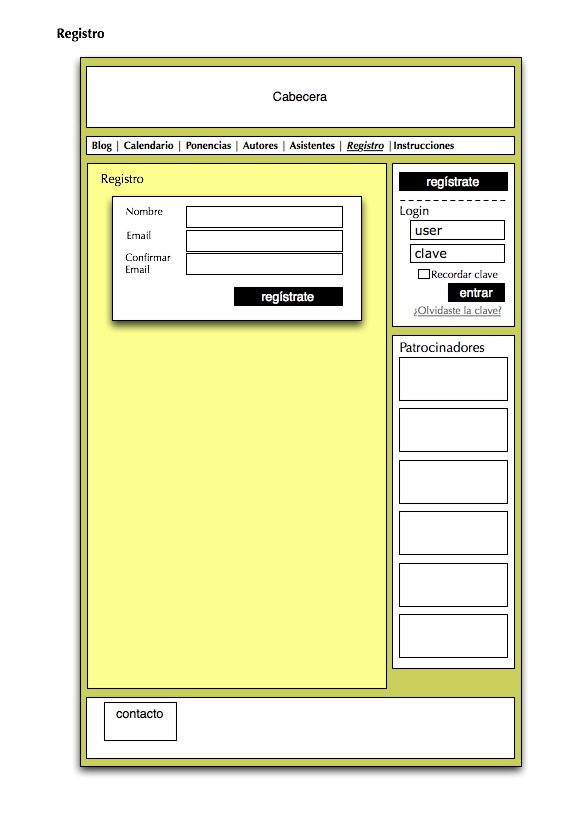 Registro
Cabecera
Blog | Calendario | Ponencias | Autores | Asistentes | Registro | Instrucciones
Registro
Nombre
Email
Confirmar
Email
regístrate
regístrate
Login
user
clave
Recordar clave
entrar
¿Olvidaste la clave?
Patrocinadores
contacto